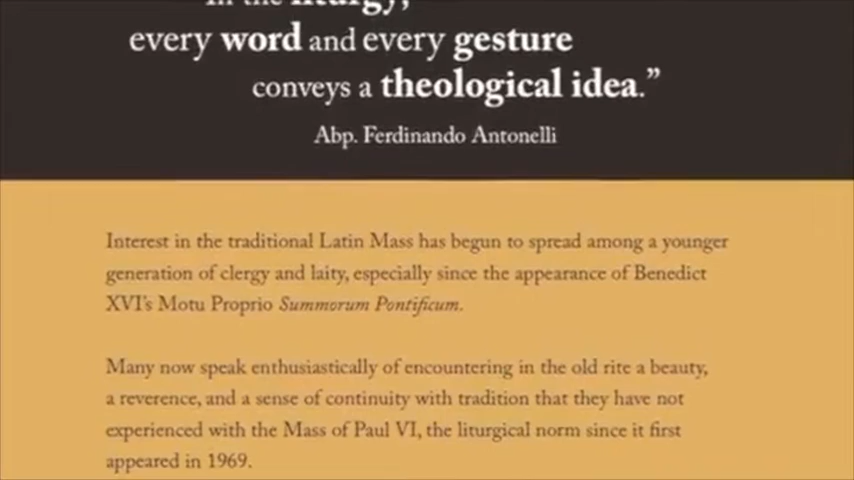 In the liturgy,
every word and every gesture
conveys a theological idea.”
Abp. Ferdinando Antonelli
Interest in the traditional Latin Mass has begun to spread among a younger
generation of clergy and laity, especially since the appearance of Benedict
XVI’s Motu Proprio Summorum Pontificum.
Many now speak enthusiastically of encountering in the old rite a beauty,
a reverence, and a sense of continuity with tradition that they have not
experienced with the Mass of Paul VI, the liturgical norm since it first
appeared in 1969.